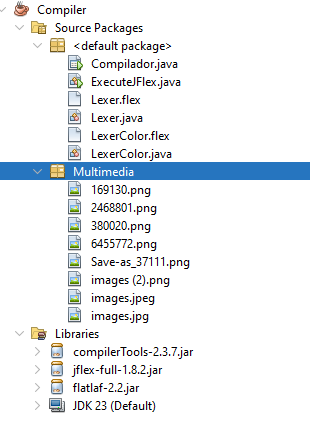 Compiler
Source Packages
<default package>
Compilador.java
ExecuteJFlex.java
Lexer.flex
Lexer.java
LexerColor.flex
LexerColor.java
Multimedia
169130.png
2468801.png
380020.png
6455772.png
Save-as_37111.png
images (2).png
images.jpeg
images.jpg
Libraries
compilerTools-2.3.7.jar
jflex-full-1.8.2.jar
flatlaf-2.2.jar
JDK 23 (Default)